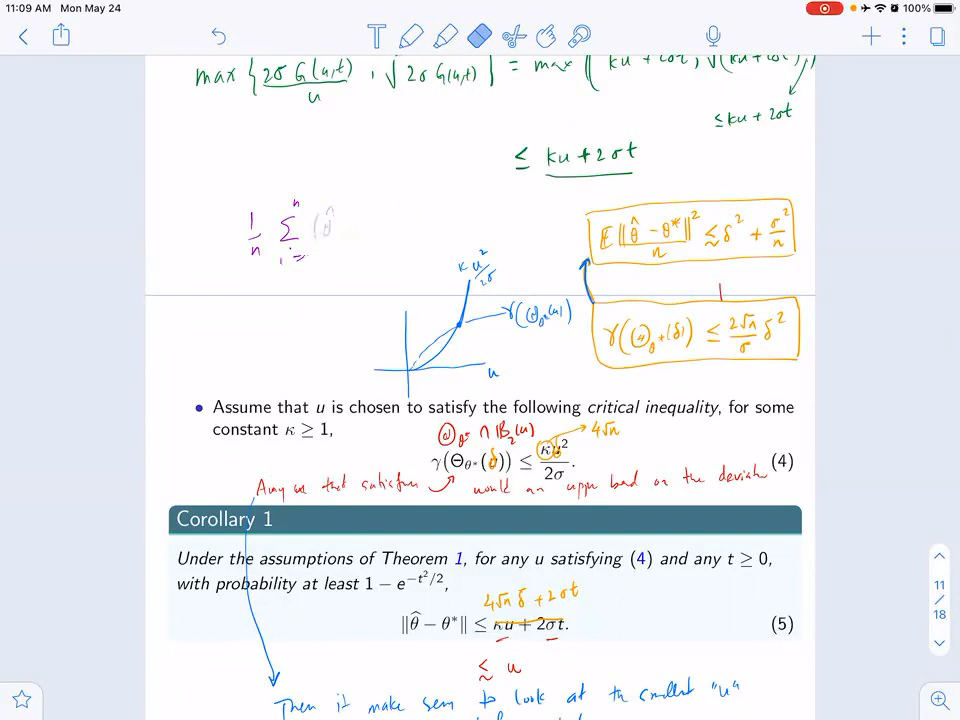 11:09 AM Mon May 24
100%
max { 2σ G(u,t) / u , √2σ G(u,t) } = max { ku + 2σt , √(ku+2σt)
≤ ku + 2σt
≤ ku + 2σt
1/n Σ n i= (θ̂
E ‖θ̂ − θ*‖² / n ≲ δ² + σ²/n
κ u²/2σ
γ(Θθ*(u))
γ(Θθ*(δ)) ≤ 2√n/σ δ²
u
• Assume that u is chosen to satisfy the following critical inequality, for some
constant κ ≥ 1,
Θθ* ∩ B₂(u)
4√n
γ(Θθ*(δ)) ≤ κu²/2σ. (4)
Any u that satisfies would an upper bad on the deviation
Corollary 1
Under the assumptions of Theorem 1, for any u satisfying (4) and any t ≥ 0,
with probability at least 1 − e^{−t²/2},
4√n δ + 2σt
‖θ̂ − θ*‖ ≤ κu + 2σt. (5)
≲ u
Then it make sens to look at the smallest "u"
11
/
18